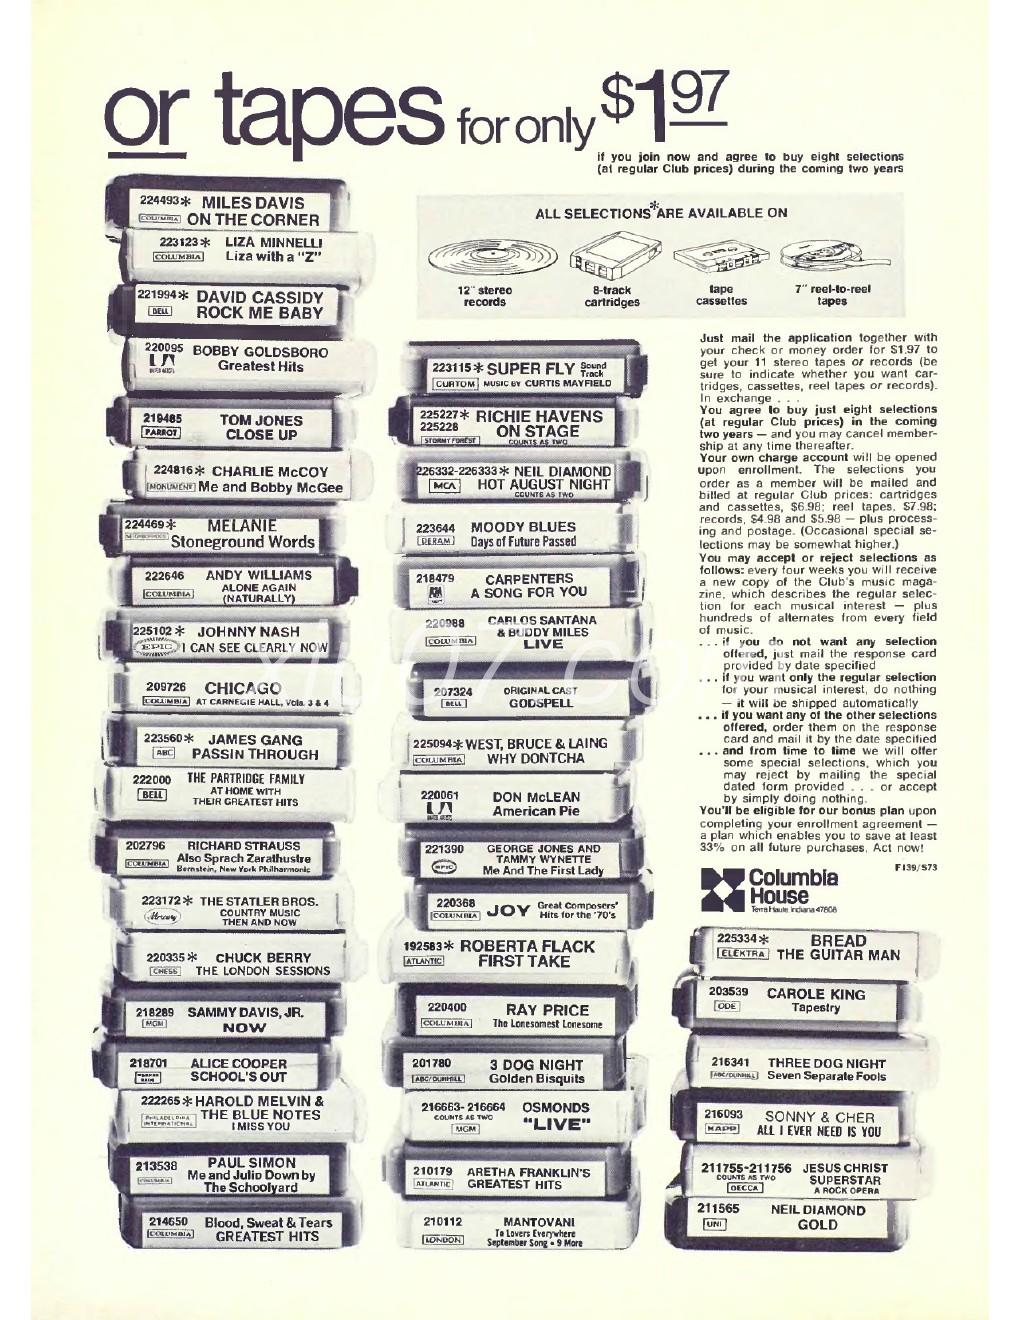 or tapes for only $1.97
if you join now and agree to buy eight selections
(at regular Club prices) during the coming two years
224493* MILES DAVIS
COLUMBIA ON THE CORNER
223123* LIZA MINNELLI
COLUMBIA Liza with a "Z"
221994* DAVID CASSIDY
BELL ROCK ME BABY
220095 BOBBY GOLDSBORO
UA Greatest Hits
219485 TOM JONES
PARROT CLOSE UP
224816* CHARLIE McCOY
MONUMENT Me and Bobby McGee
224469* MELANIE
Stoneground Words
222646 ANDY WILLIAMS
COLUMBIA ALONE AGAIN
(NATURALLY)
225102* JOHNNY NASH
EPIC I CAN SEE CLEARLY NOW
209726 CHICAGO
COLUMBIA AT CARNEGIE HALL, Vols. 3 & 4
223560* JAMES GANG
ABC PASSIN THROUGH
222000 THE PARTRIDGE FAMILY
BELL AT HOME WITH
THEIR GREATEST HITS
202796 RICHARD STRAUSS
COLUMBIA Also Sprach Zarathustre
Bernstein, New York Philharmonic
223172* THE STATLER BROS.
Mercury COUNTRY MUSIC
THEN AND NOW
220335* CHUCK BERRY
CHESS THE LONDON SESSIONS
218289 SAMMY DAVIS, JR.
MGM NOW
218701 ALICE COOPER
SCHOOL'S OUT
222265* HAROLD MELVIN &
PHILADELPHIA INTERNATIONAL THE BLUE NOTES
I MISS YOU
213538 PAUL SIMON
COLUMBIA Me and Julio Down by
The Schoolyard
214650 Blood, Sweat & Tears
COLUMBIA GREATEST HITS
ALL SELECTIONS* ARE AVAILABLE ON
12" stereo records
8-track cartridges
tape cassettes
7" reel-to-reel tapes
223115* SUPER FLY Sound Track
CURTOM MUSIC BY CURTIS MAYFIELD
225227* RICHIE HAVENS
225228 ON STAGE
STORMY FOREST COUNTS AS TWO
226332-226333* NEIL DIAMOND
MCA HOT AUGUST NIGHT
COUNTS AS TWO
223644 MOODY BLUES
DERAM Days of Future Passed
218479 CARPENTERS
A SONG FOR YOU
220988 CARLOS SANTANA
COLUMBIA & BUDDY MILES
LIVE
207324 ORIGINAL CAST
BELL GODSPELL
225094* WEST, BRUCE & LAING
COLUMBIA WHY DONTCHA
220061 DON McLEAN
UA American Pie
221390 GEORGE JONES AND
EPIC TAMMY WYNETTE
Me And The First Lady
220368 JOY Great Composers'
COLUMBIA Hits for the '70's
192583* ROBERTA FLACK
ATLANTIC FIRST TAKE
220400 RAY PRICE
COLUMBIA The Lonesomest Lonesome
201780 3 DOG NIGHT
ABC/DUNHILL Golden Bisquits
216663-216664 OSMONDS
COUNTS AS TWO "LIVE"
MGM
210179 ARETHA FRANKLIN'S
ATLANTIC GREATEST HITS
210112 MANTOVANI
LONDON To Lovers Everywhere
September Song • 9 More
Just mail the application together with
your check or money order for $1.97 to
get your 11 stereo tapes or records (be
sure to indicate whether you want car-
tridges, cassettes, reel tapes or records).
In exchange . . .
You agree to buy just eight selections
(at regular Club prices) in the coming
two years — and you may cancel member-
ship at any time thereafter.
Your own charge account will be opened
upon enrollment. The selections you
order as a member will be mailed and
billed at regular Club prices: cartridges
and cassettes, $6.98; reel tapes, $7.98;
records, $4.98 and $5.98 — plus process-
ing and postage. (Occasional special se-
lections may be somewhat higher.)
You may accept or reject selections as
follows: every four weeks you will receive
a new copy of the Club's music maga-
zine, which describes the regular selec-
tion for each musical interest — plus
hundreds of alternates from every field
of music.
. . . if you do not want any selection
offered, just mail the response card
provided by date specified
. . . if you want only the regular selection
for your musical interest, do nothing
— it will be shipped automatically
. . . if you want any of the other selections
offered, order them on the response
card and mail it by the date specified
. . . and from time to time we will offer
some special selections, which you
may reject by mailing the special
dated form provided . . . or accept
by simply doing nothing.
You'll be eligible for our bonus plan upon
completing your enrollment agreement —
a plan which enables you to save at least
33% on all future purchases. Act now!
F139/S73
Columbia
House
Terre Haute, Indiana 47808
225334* BREAD
ELEKTRA THE GUITAR MAN
203539 CAROLE KING
ODE Tapestry
216341 THREE DOG NIGHT
ABC/DUNHILL Seven Separate Fools
216093 SONNY & CHER
KAPP ALL I EVER NEED IS YOU
211755-211756 JESUS CHRIST
COUNTS AS TWO SUPERSTAR
DECCA A ROCK OPERA
211565 NEIL DIAMOND
UNI GOLD